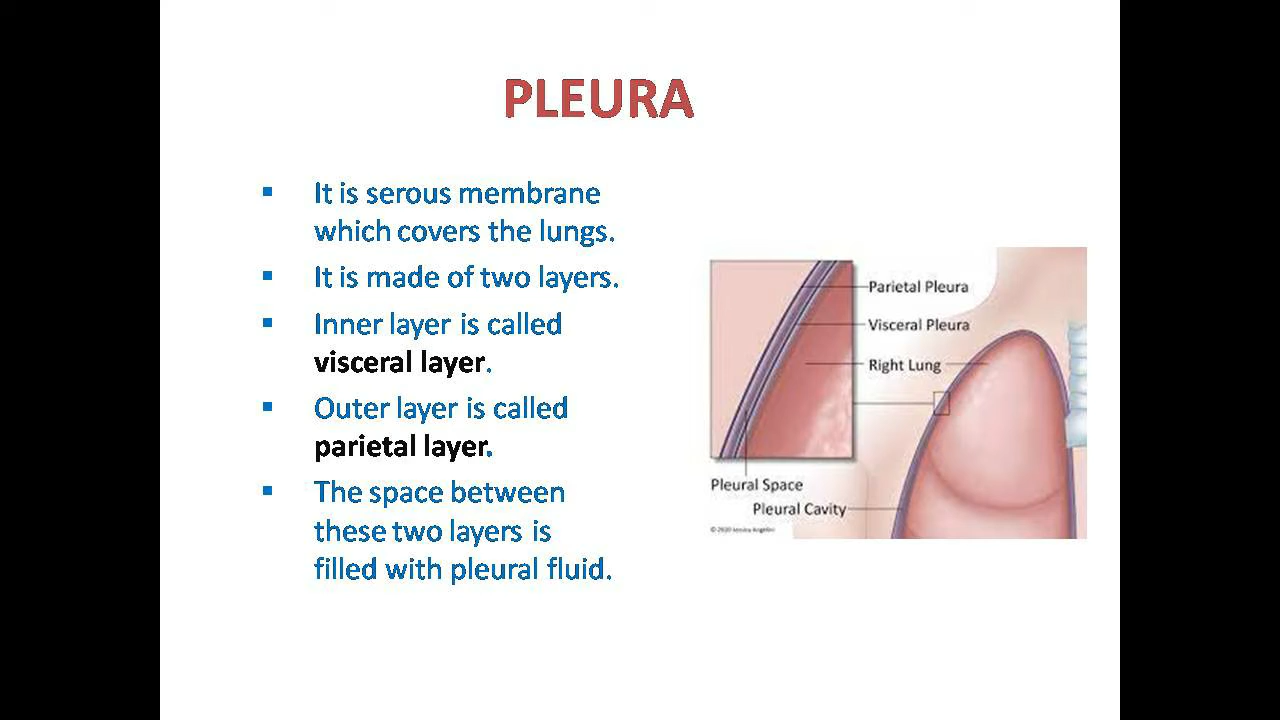 PLEURA
▪ It is serous membrane
which covers the lungs.
▪ It is made of two layers.
▪ Inner layer is called
visceral layer.
▪ Outer layer is called
parietal layer.
▪ The space between
these two layers is
filled with pleural fluid.
Parietal Pleura
Visceral Pleura
Right Lung
Pleural Space
Pleural Cavity